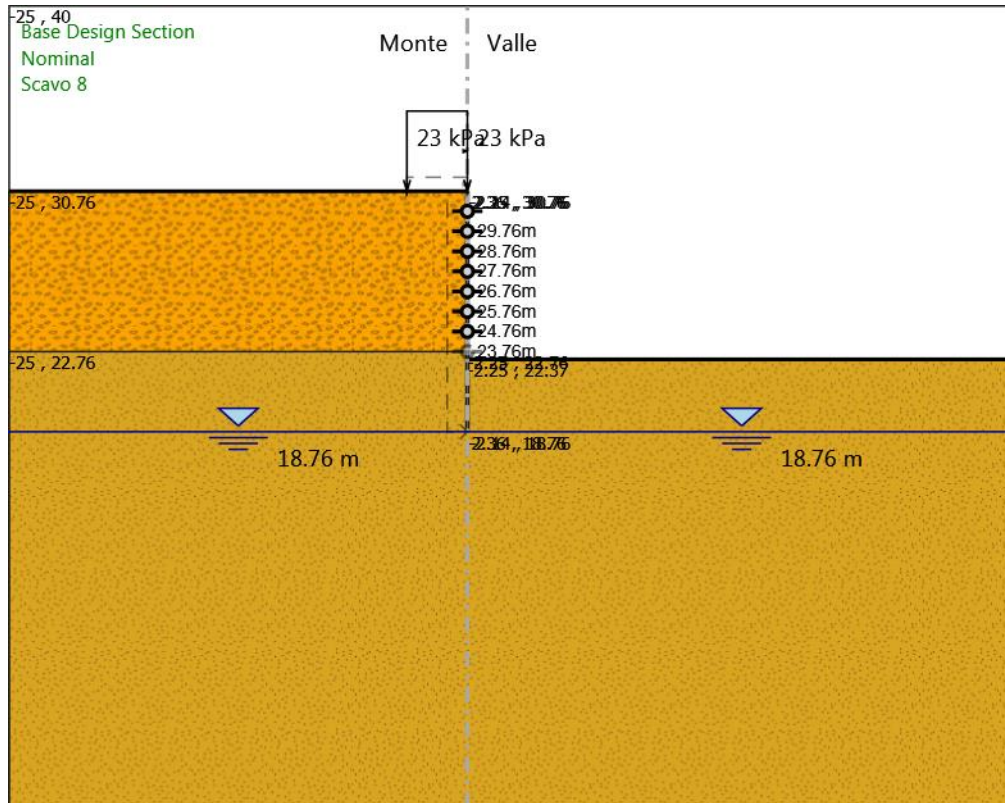 25 , 40
Base Design Section
Nominal
Scavo 8
Monte
Valle
23 kPa
23 kPa
25 , 30.76
29.76m
28.76m
27.76m
26.76m
25.76m
24.76m
23.76m
25 , 22.76
2.25 , 22.37
18.76 m
18.76 m